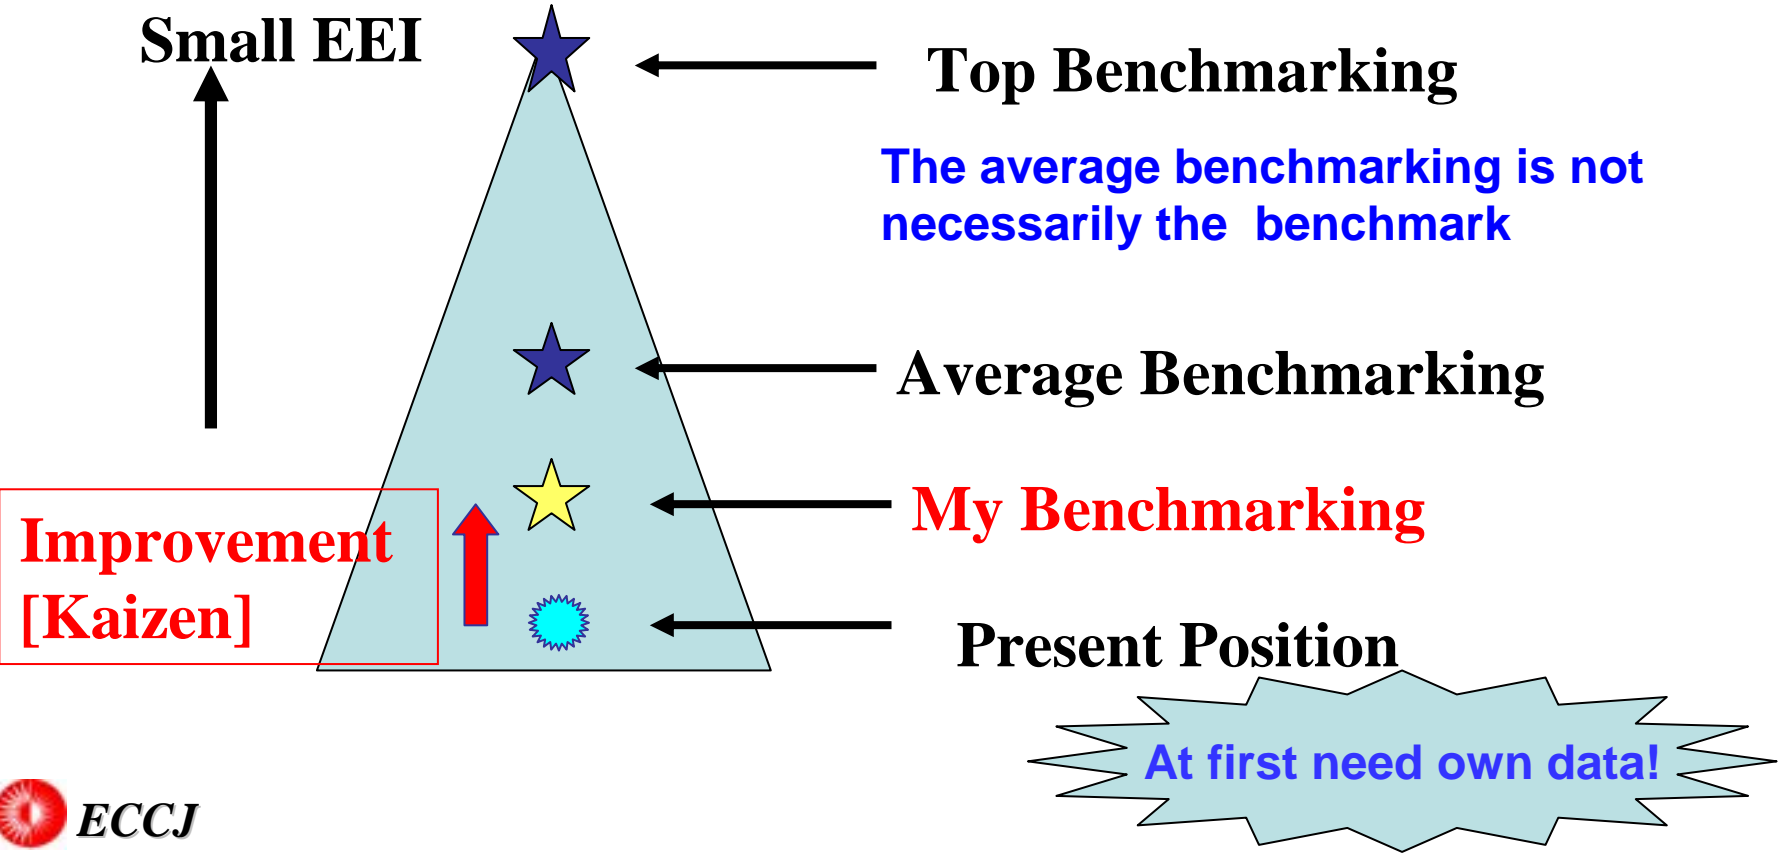 Small EEI
Top Benchmarking
The average benchmarking is not
necessarily the benchmark
Average Benchmarking
My Benchmarking
Improvement
[Kaizen]
Present Position
At first need own data!
ECCJ